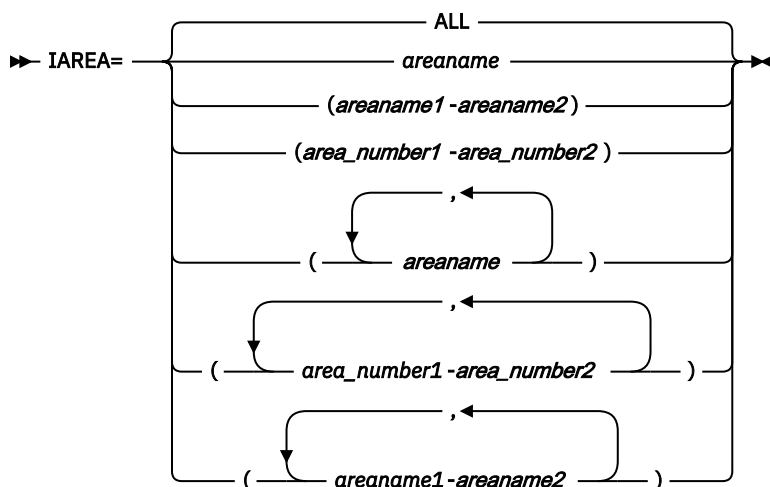 ALL
IAREA= areaname
(areaname1-areaname2)
(area_number1-area_number2)
,
( areaname )
,
( area_number1-area_number2 )
,
( areaname1-areaname2 )